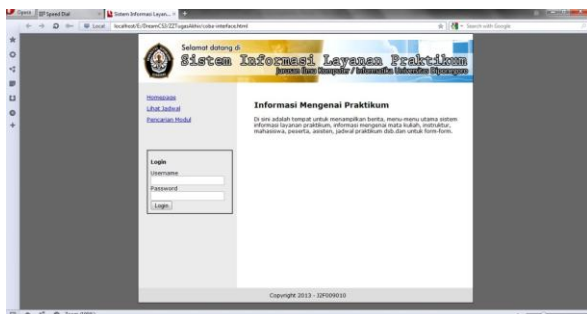 Opera
Speed Dial
Sistem Informasi Layan...
Local
localhost/E:/DreamCS3/ZZTugasAkhir/coba-interface.html
Search with Google
Selamat datang di
Sistem Informasi Layanan Praktikum
Jurusan Ilmu Komputer / Informatika Universitas Diponegoro
Homepage
Lihat Jadwal
Pencarian Modul
Informasi Mengenai Praktikum
Di sini adalah tempat untuk menampilkan berita, menu-menu utama sistem
informasi layanan praktikum, informasi mengenai mata kuliah, instruktur,
mahasiswa, peserta, asisten, jadwal praktikum dsb.dan untuk form-form.
Login
Username
Password
Login
Copyright 2013 - J2F009010